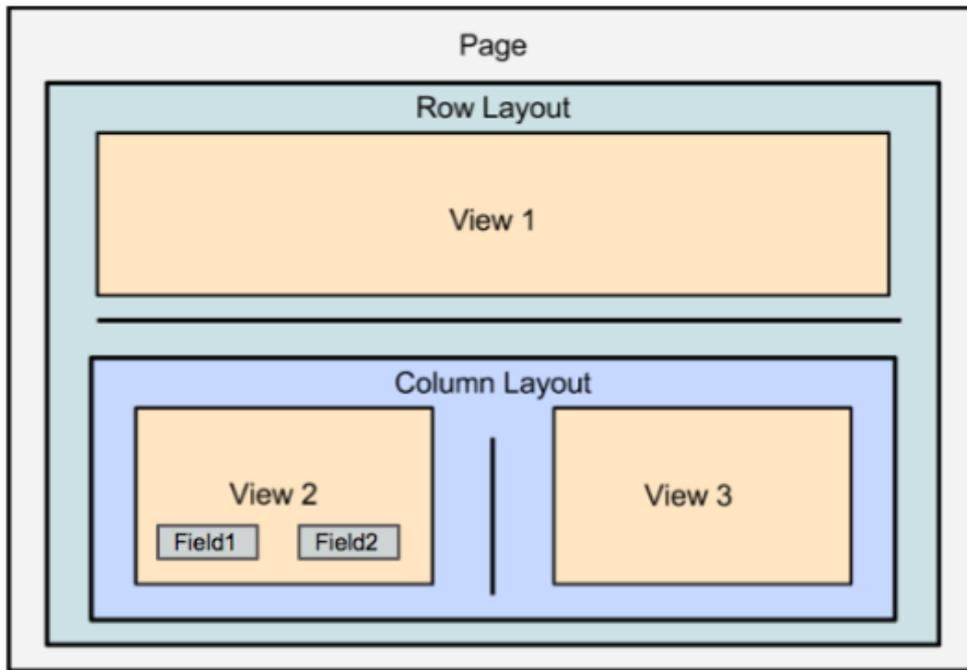 Page
Row Layout
View 1
Column Layout
View 2
Field1
Field2
View 3